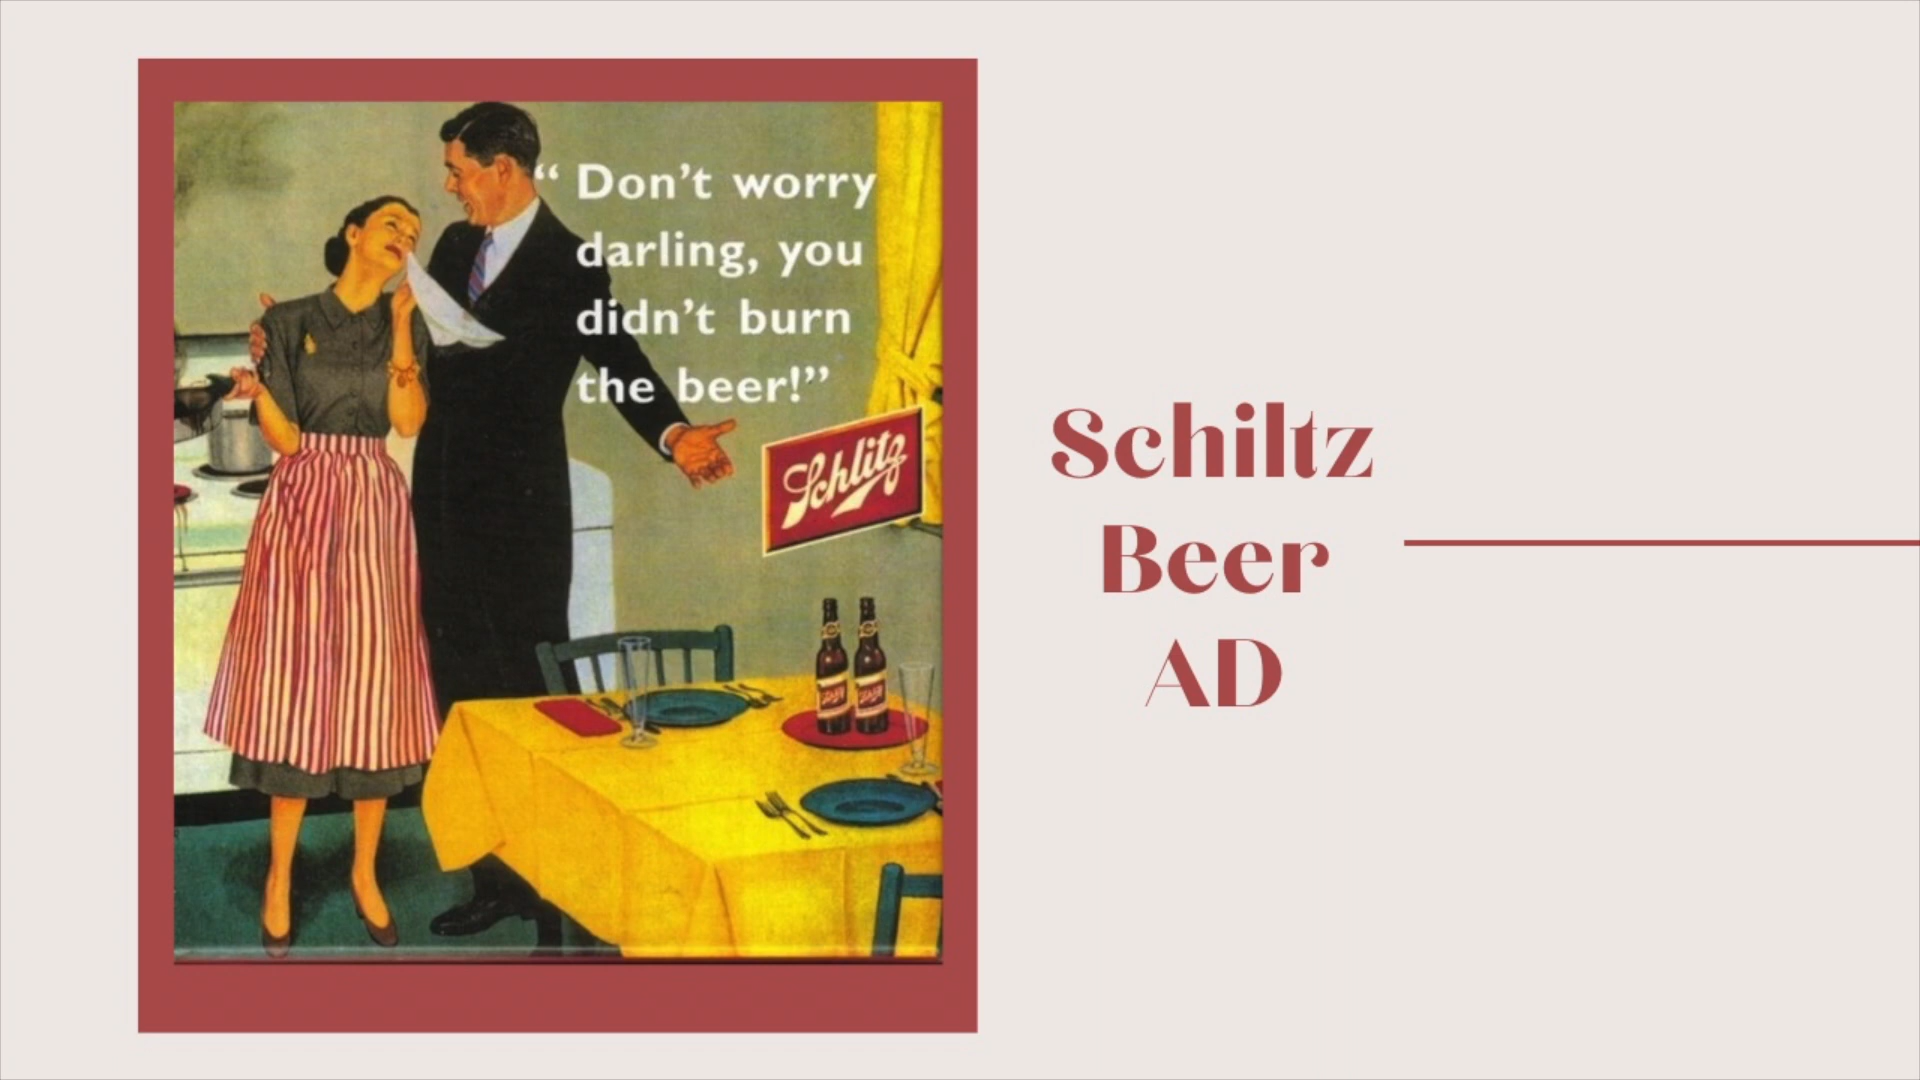 “ Don’t worry
darling, you
didn’t burn
the beer!”
Schlitz
Schiltz
Beer
AD